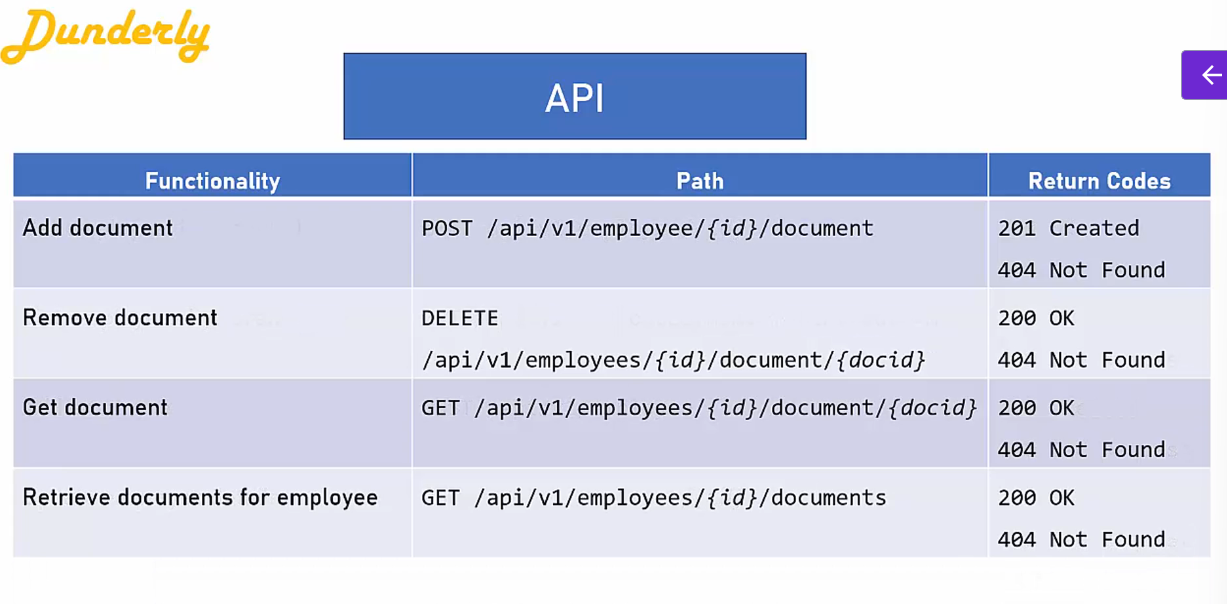 Dunderly
API
Functionality Path Return Codes
Add document POST /api/v1/employee/{id}/document 201 Created
404 Not Found
Remove document DELETE 200 OK
/api/v1/employees/{id}/document/{docid} 404 Not Found
Get document GET /api/v1/employees/{id}/document/{docid} 200 OK
404 Not Found
Retrieve documents for employee GET /api/v1/employees/{id}/documents 200 OK
404 Not Found